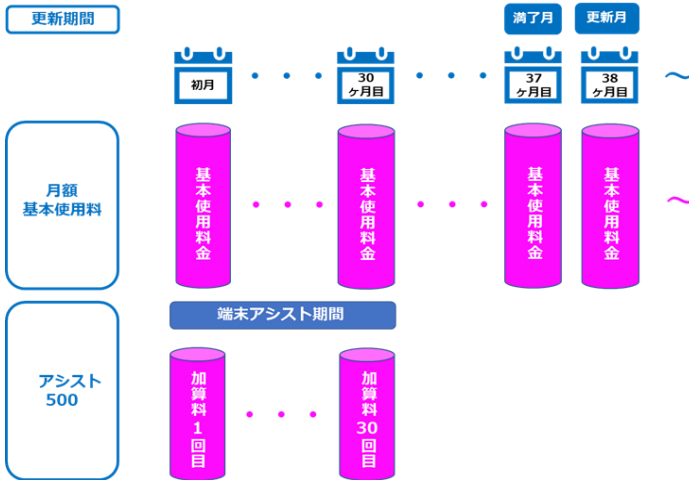 更新期間
満了月
更新月
初月
30
ヶ月目
37
ヶ月目
38
ヶ月目
～
月額
基本使用料
基本使用料金
基本使用料金
基本使用料金
基本使用料金
～
端末アシスト期間
アシスト
500
加算料1回目
加算料30回目